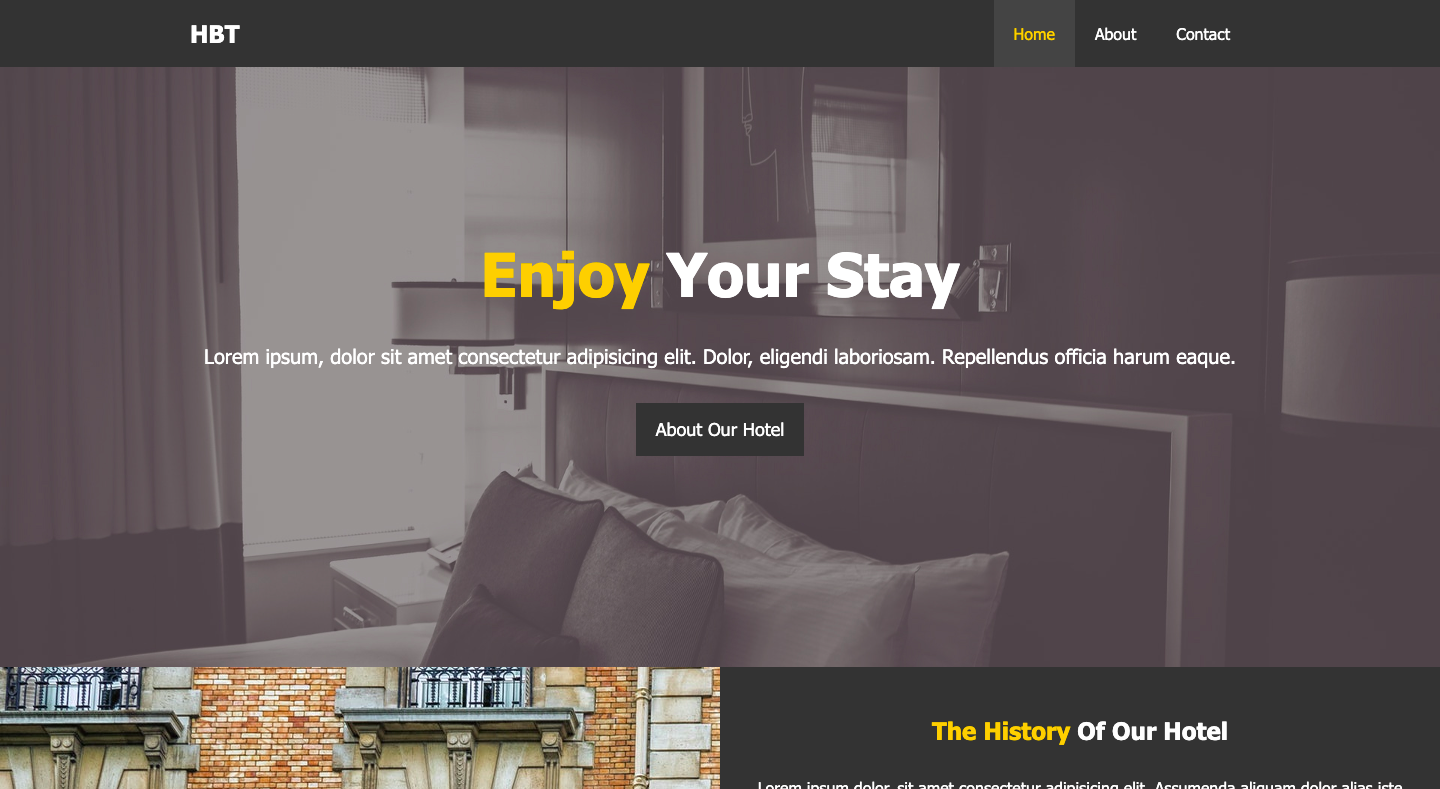 HBT
Home
About
Contact
Enjoy Your Stay
Lorem ipsum, dolor sit amet consectetur adipisicing elit. Dolor, eligendi laboriosam. Repellendus officia harum eaque.
About Our Hotel
The History Of Our Hotel
Lorem ipsum dolor, sit amet consectetur adipisicing elit. Assumenda aliquam dolor alias iste